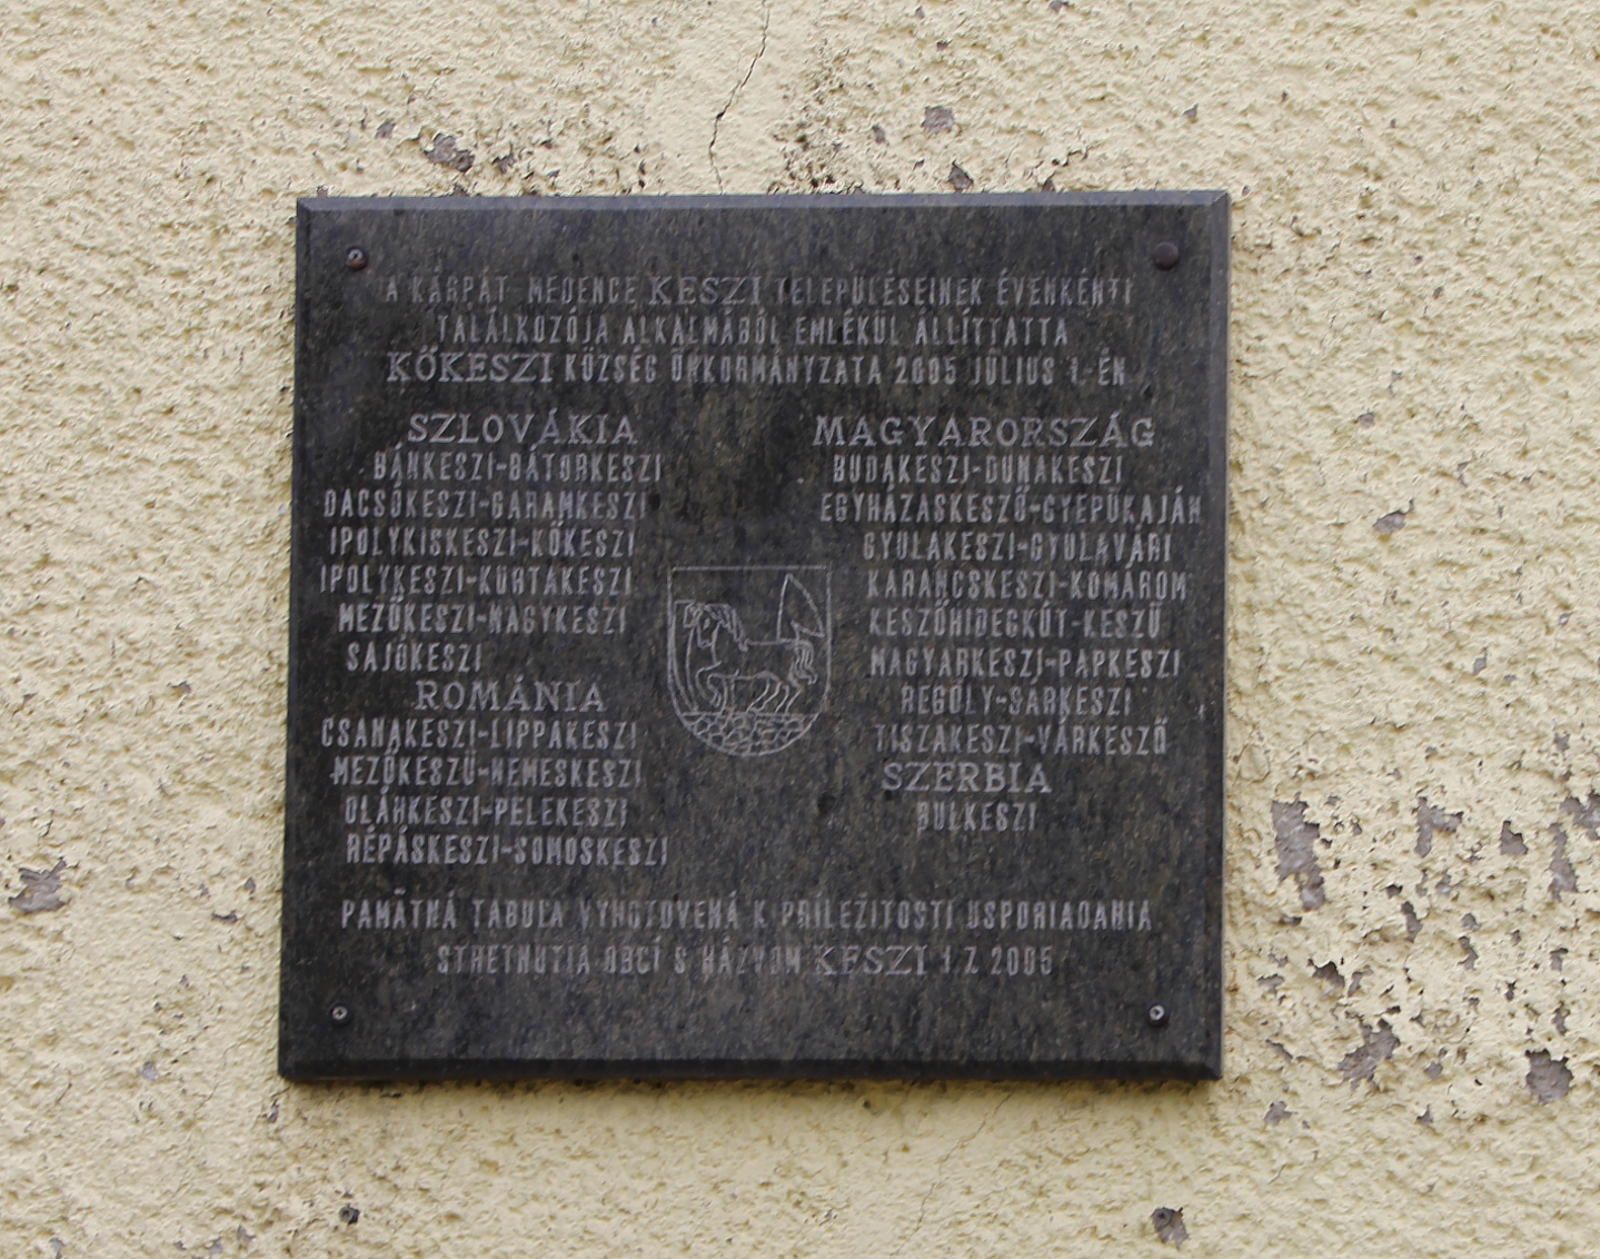 A KÁRPÁT MEDENCE KESZI TELEPÜLÉSEINEK ÉVENKÉNTI
TALÁLKOZÓJA ALKALMÁBÓL EMLÉKÜL ÁLLÍTTATTA
KŐKESZI KÖZSÉG ÖNKORMÁNYZATA 2005 JÚLIUS 1.-ÉN
SZLOVÁKIA
BÁNKESZI-BÁTORKESZI
DACSÓKESZI-GARAMKESZI
IPOLYKISKESZI-KŐKESZI
IPOLYKESZI-KÜRTAKESZI
MEZŐKESZI-NAGYKESZI
SAJÓKESZI
ROMÁNIA
CSANAKESZI-LIPPAKESZI
MEZŐKESZÜ-NEMESKESZI
OLÁHKESZI-PELEKESZI
RÉPÁSKESZI-SOMOSKESZI
MAGYARORSZÁG
BUDAKESZI-DUNAKESZI
EGYHÁZASKESZŐ-GYEPÜKAJÁN
GYULAKESZI-GYULAVÁRI
KARANCSKESZI-KOMÁROM
KESZŐHIDEGKÚT-KESZÜ
MAGYARKESZI-PAPKESZI
REGÖLY-SÁRKESZI
TISZAKESZI-VÁRKESZŐ
SZERBIA
BULKESZI
PAMÄTNÁ TABUĽA VYHOTOVENÁ K PRÍLEŽITOSTI USPORIADANIA
STRETNUTIA OBCÍ S NÁZVOM KESZI 1.7. 2005